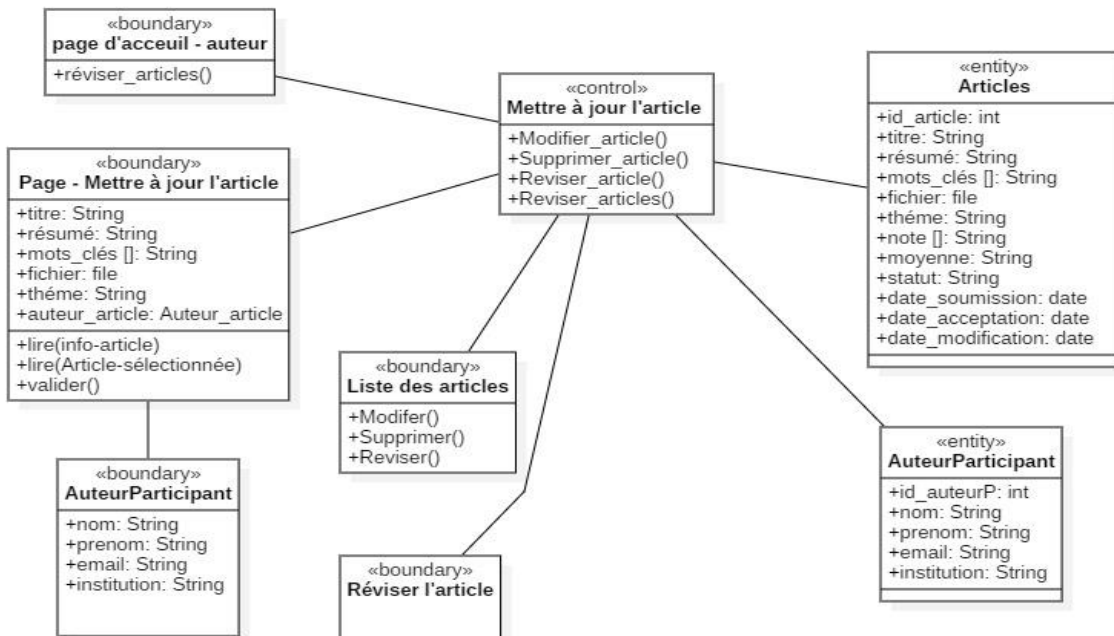 «boundary»
page d'acceuil - auteur
+réviser_articles()
«control»
Mettre à jour l'article
+Modifier_article()
+Supprimer_article()
+Reviser_article()
+Reviser_articles()
«entity»
Articles
+id_article: int
+titre: String
+résumé: String
+mots_clés []: String
+fichier: file
+théme: String
+note []: String
+moyenne: String
+statut: String
+date_soumission: date
+date_acceptation: date
+date_modification: date
«boundary»
Page - Mettre à jour l'article
+titre: String
+résumé: String
+mots_clés []: String
+fichier: file
+théme: String
+auteur_article: Auteur_article
+lire(info-article)
+lire(Article-sélectionnée)
+valider()
«boundary»
Liste des articles
+Modifer()
+Supprimer()
+Reviser()
«boundary»
AuteurParticipant
+nom: String
+prenom: String
+email: String
+institution: String
«entity»
AuteurParticipant
+id_auteurP: int
+nom: String
+prenom: String
+email: String
+institution: String
«boundary»
Réviser l'article